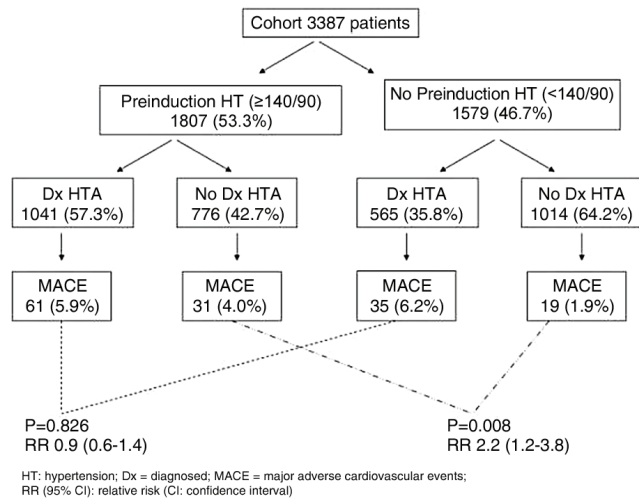 Cohort 3387 patients
Preinduction HT (≥140/90)
1807 (53.3%)
No Preinduction HT (<140/90)
1579 (46.7%)
Dx HTA
1041 (57.3%)
No Dx HTA
776 (42.7%)
Dx HTA
565 (35.8%)
No Dx HTA
1014 (64.2%)
MACE
61 (5.9%)
MACE
31 (4.0%)
MACE
35 (6.2%)
MACE
19 (1.9%)
P=0.826
RR 0.9 (0.6-1.4)
P=0.008
RR 2.2 (1.2-3.8)
HT: hypertension; Dx = diagnosed; MACE = major adverse cardiovascular events;
RR (95% CI): relative risk (CI: confidence interval)